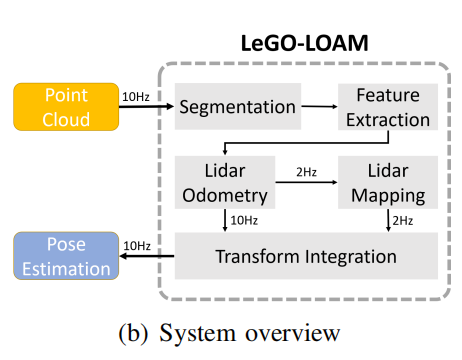 LeGO-LOAM
Point
Cloud
10Hz
Segmentation
Feature
Extraction
Lidar
Odometry
2Hz
Lidar
Mapping
10Hz
2Hz
Pose
Estimation
10Hz
Transform Integration
(b) System overview